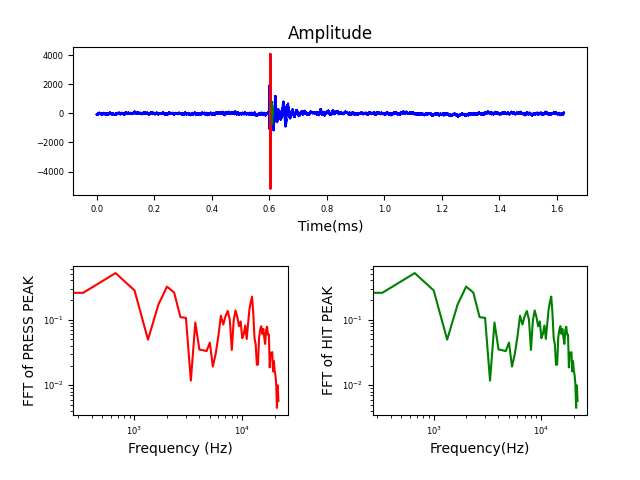 Amplitude
4000
2000
0
−2000
−4000
0.0 0.2 0.4 0.6 0.8 1.0 1.2 1.4 1.6
Time(ms)
FFT of PRESS PEAK
10⁻¹
10⁻²
10³ 10⁴
Frequency (Hz)
FFT of HIT PEAK
10⁻¹
10⁻²
10³ 10⁴
Frequency(Hz)